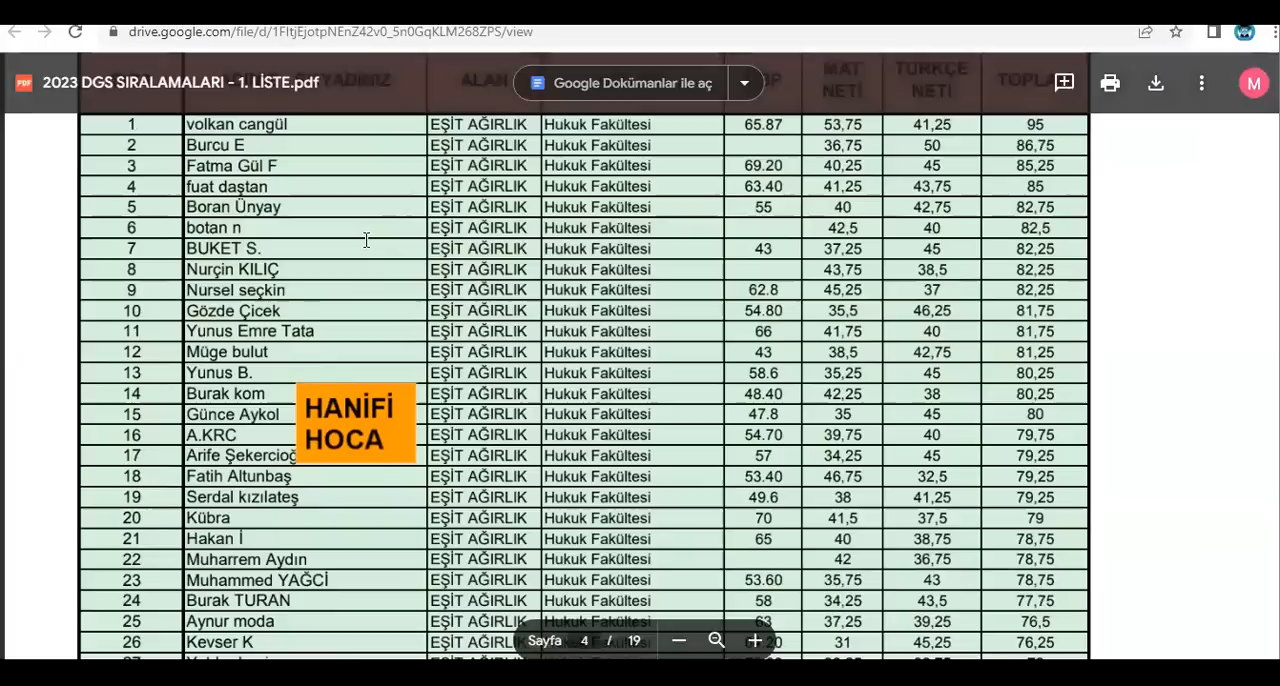 drive.google.com/file/d/1FItjEjotpNEnZ42v0_5n0GqKLM268ZPS/view
PDF 2023 DGS SIRALAMALARI - 1. LİSTE.pdf
Google Dokümanlar ile aç
M
ALAN MAT NETİ TÜRKÇE NETİ
1 volkan cangül EŞİT AĞIRLIK Hukuk Fakültesi 65.87 53,75 41,25 95
2 Burcu E EŞİT AĞIRLIK Hukuk Fakültesi 36,75 50 86,75
3 Fatma Gül F EŞİT AĞIRLIK Hukuk Fakültesi 69.20 40,25 45 85,25
4 fuat daştan EŞİT AĞIRLIK Hukuk Fakültesi 63.40 41,25 43,75 85
5 Boran Ünyay EŞİT AĞIRLIK Hukuk Fakültesi 55 40 42,75 82,75
6 botan n EŞİT AĞIRLIK Hukuk Fakültesi 42,5 40 82,5
7 BUKET S. EŞİT AĞIRLIK Hukuk Fakültesi 43 37,25 45 82,25
8 Nurçin KILIÇ EŞİT AĞIRLIK Hukuk Fakültesi 43,75 38,5 82,25
9 Nursel seçkin EŞİT AĞIRLIK Hukuk Fakültesi 62.8 45,25 37 82,25
10 Gözde Çicek EŞİT AĞIRLIK Hukuk Fakültesi 54.80 35,5 46,25 81,75
11 Yunus Emre Tata EŞİT AĞIRLIK Hukuk Fakültesi 66 41,75 40 81,75
12 Müge bulut EŞİT AĞIRLIK Hukuk Fakültesi 43 38,5 42,75 81,25
13 Yunus B. EŞİT AĞIRLIK Hukuk Fakültesi 58.6 35,25 45 80,25
14 Burak kom EŞİT AĞIRLIK Hukuk Fakültesi 48.40 42,25 38 80,25
15 Günce Aykol EŞİT AĞIRLIK Hukuk Fakültesi 47.8 35 45 80
16 A.KRC EŞİT AĞIRLIK Hukuk Fakültesi 54.70 39,75 40 79,75
17 Arife Şekercioğ EŞİT AĞIRLIK Hukuk Fakültesi 57 34,25 45 79,25
HANİFİ
HOCA
18 Fatih Altunbaş EŞİT AĞIRLIK Hukuk Fakültesi 53.40 46,75 32,5 79,25
19 Serdal kızılateş EŞİT AĞIRLIK Hukuk Fakültesi 49.6 38 41,25 79,25
20 Kübra EŞİT AĞIRLIK Hukuk Fakültesi 70 41,5 37,5 79
21 Hakan İ EŞİT AĞIRLIK Hukuk Fakültesi 65 40 38,75 78,75
22 Muharrem Aydın EŞİT AĞIRLIK Hukuk Fakültesi 42 36,75 78,75
23 Muhammed YAĞCİ EŞİT AĞIRLIK Hukuk Fakültesi 53.60 35,75 43 78,75
24 Burak TURAN EŞİT AĞIRLIK Hukuk Fakültesi 58 34,25 43,5 77,75
25 Aynur moda EŞİT AĞIRLIK Hukuk Fakültesi 63 37,25 39,25 76,5
26 Kevser K EŞİT AĞIRLIK 31 45,25 76,25
Sayfa 4 / 19